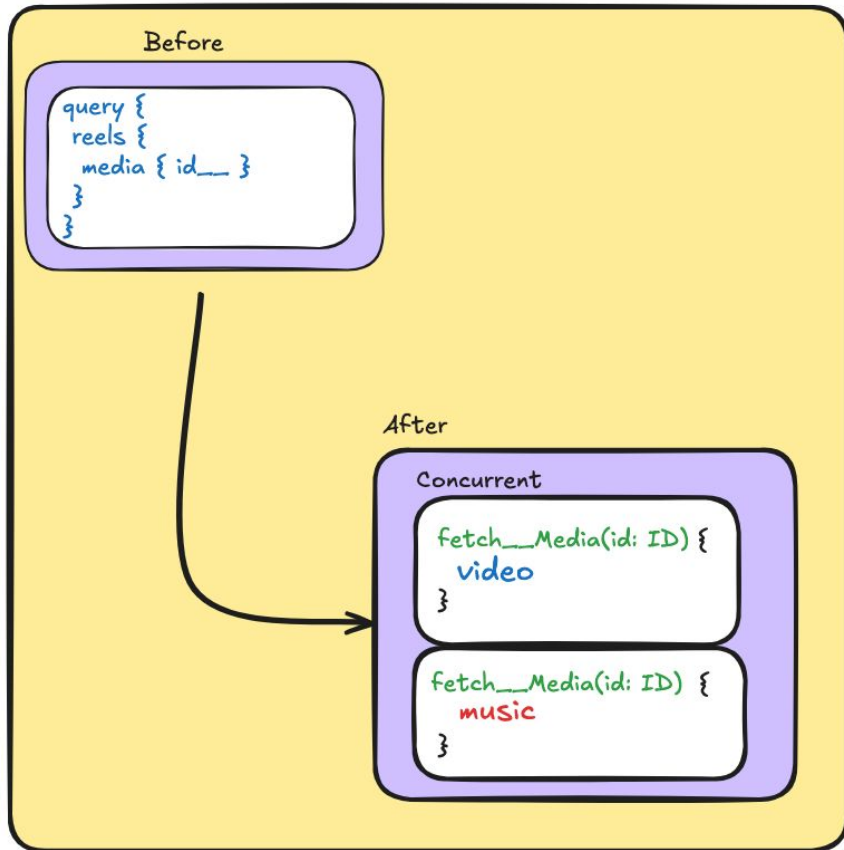 Before
query {
reels {
media { id__ }
}
}
After
Concurrent
fetch__Media(id: ID) {
video
}
fetch__Media(id: ID) {
music
}